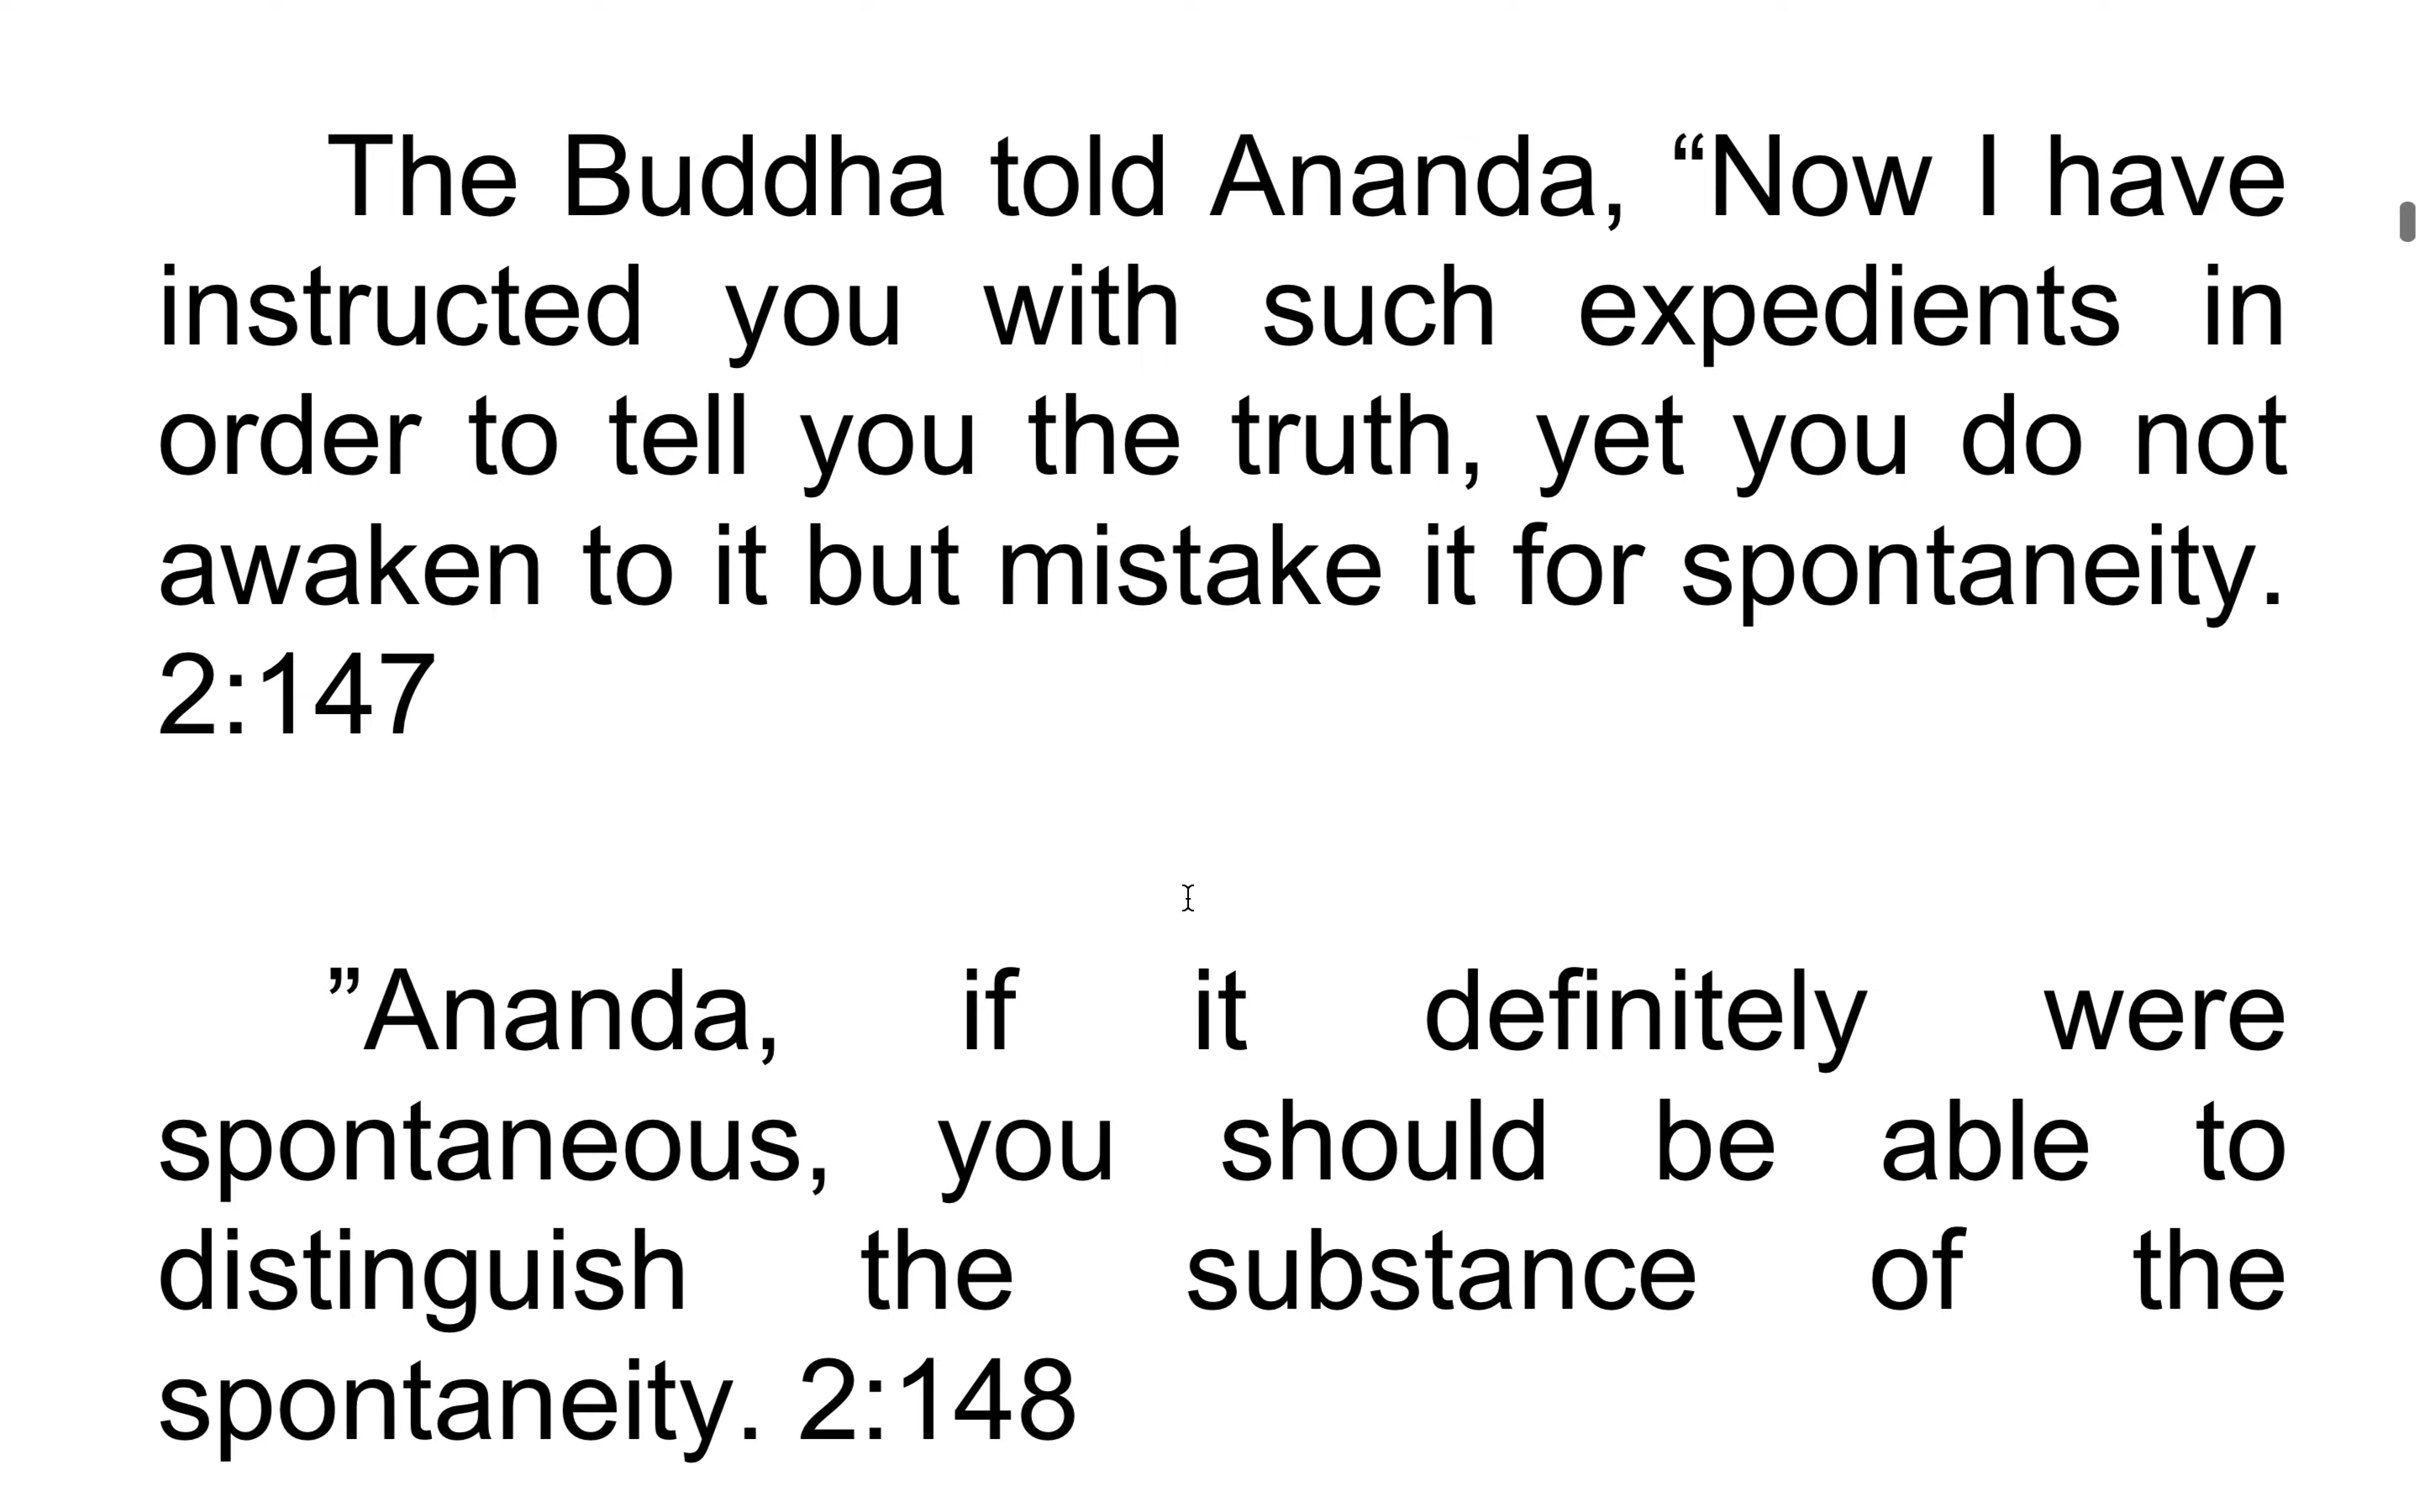 The Buddha told Ananda, “Now I have
instructed you with such expedients in
order to tell you the truth, yet you do not
awaken to it but mistake it for spontaneity.
2:147
”Ananda, if it definitely were
spontaneous, you should be able to
distinguish the substance of the
spontaneity. 2:148